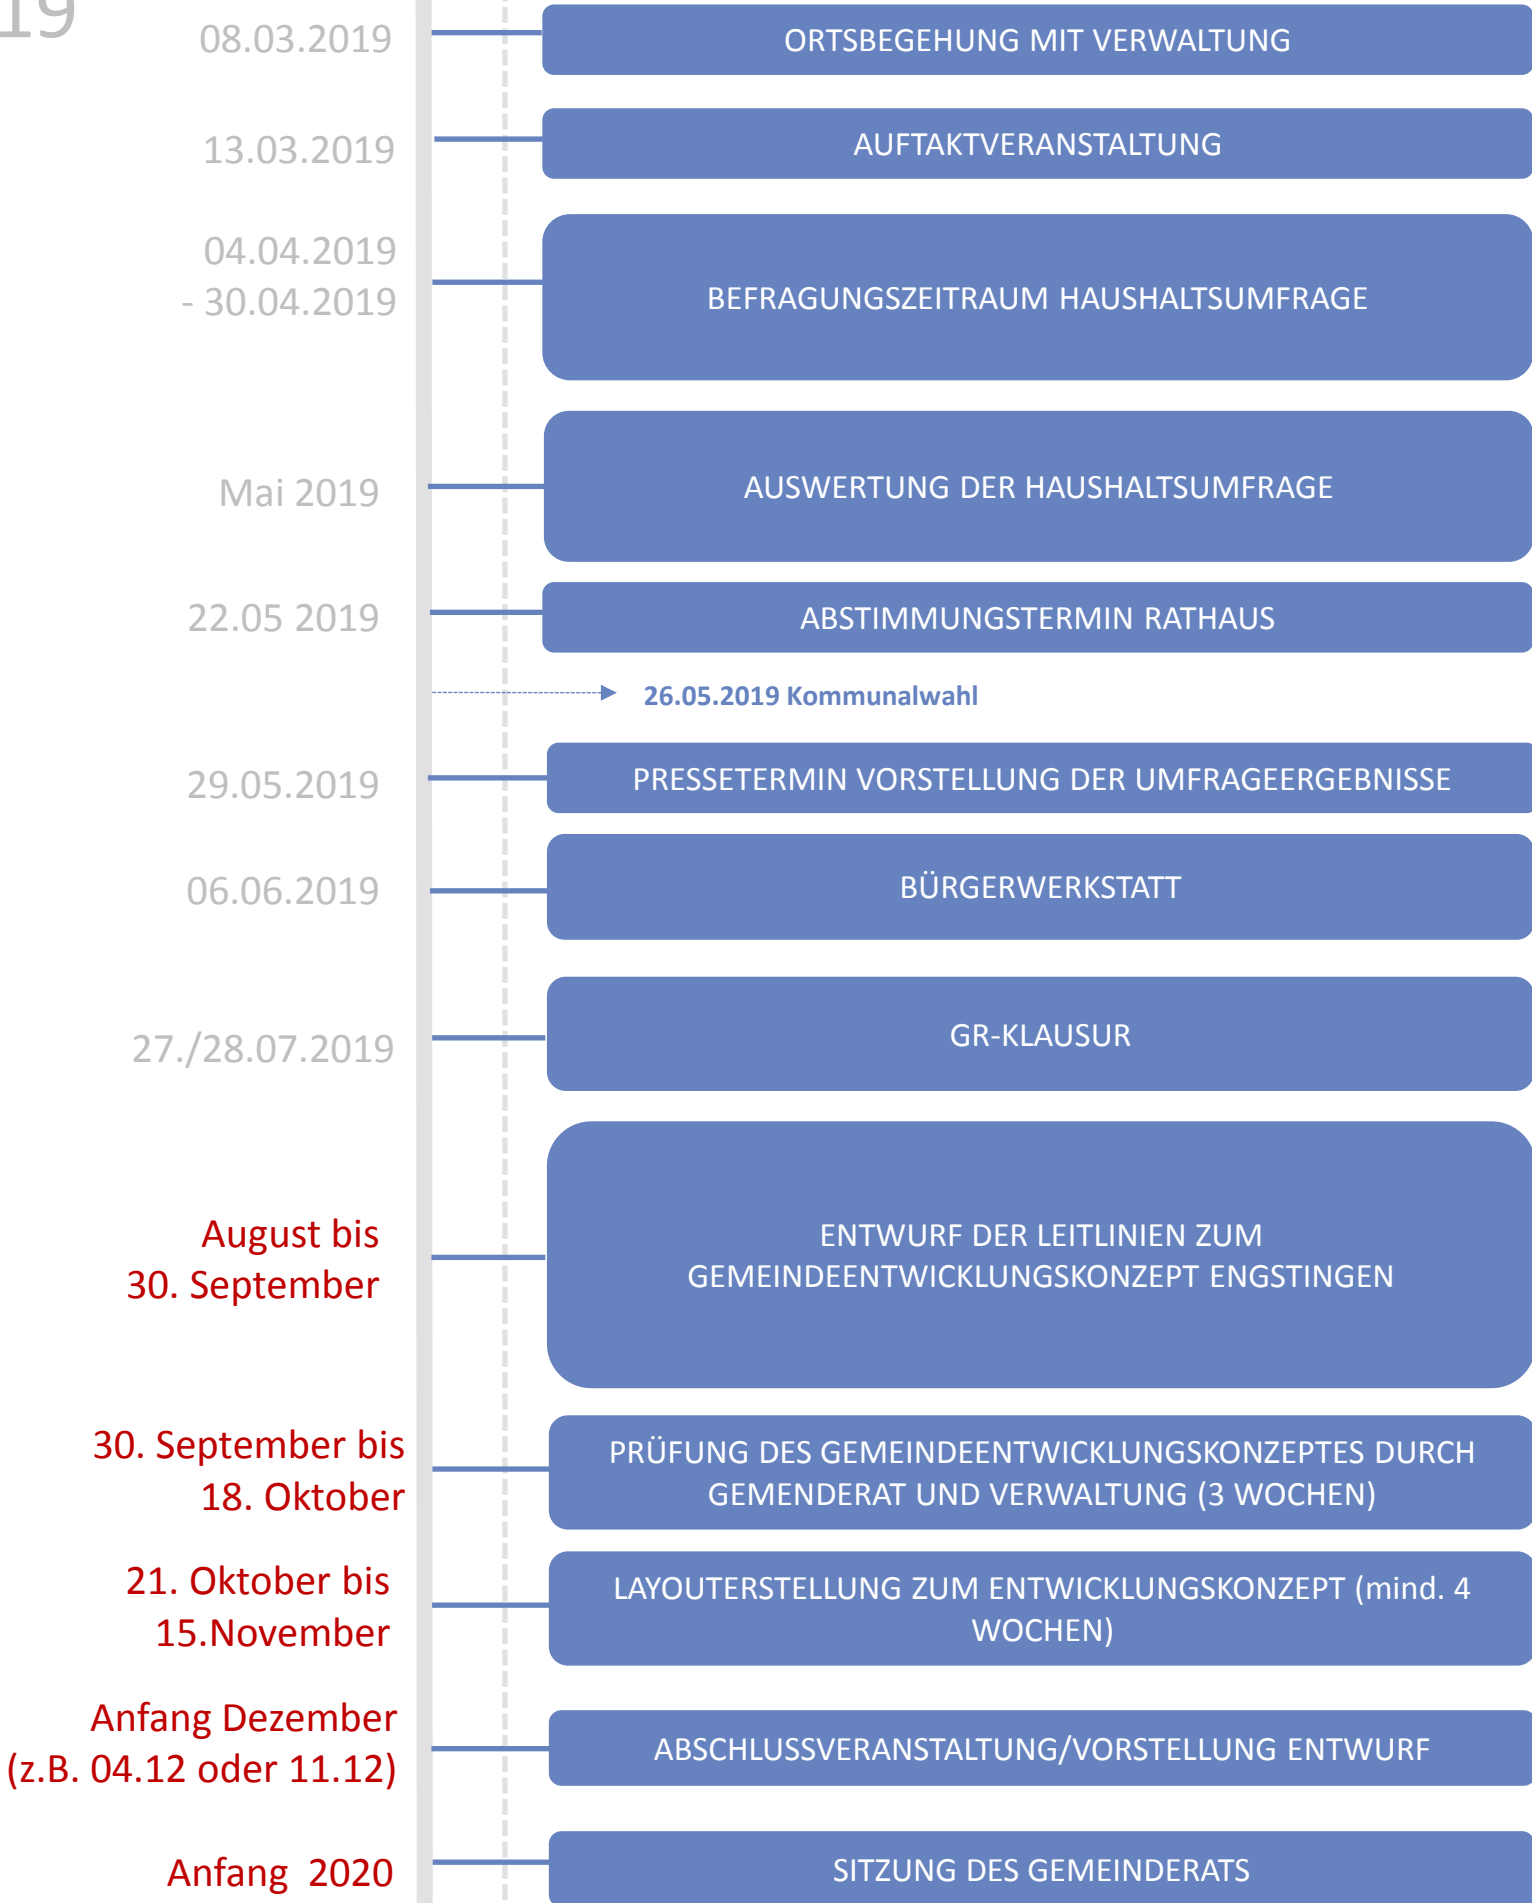 19
08.03.2019
ORTSBEGEHUNG MIT VERWALTUNG
13.03.2019
AUFTAKTVERANSTALTUNG
04.04.2019
- 30.04.2019
BEFRAGUNGSZEITRAUM HAUSHALTSUMFRAGE
Mai 2019
AUSWERTUNG DER HAUSHALTSUMFRAGE
22.05 2019
ABSTIMMUNGSTERMIN RATHAUS
26.05.2019 Kommunalwahl
29.05.2019
PRESSETERMIN VORSTELLUNG DER UMFRAGEERGEBNISSE
06.06.2019
BÜRGERWERKSTATT
27./28.07.2019
GR-KLAUSUR
August bis
30. September
ENTWURF DER LEITLINIEN ZUM
GEMEINDEENTWICKLUNGSKONZEPT ENGSTINGEN
30. September bis
18. Oktober
PRÜFUNG DES GEMEINDEENTWICKLUNGSKONZEPTES DURCH
GEMENDERAT UND VERWALTUNG (3 WOCHEN)
21. Oktober bis
15.November
LAYOUTERSTELLUNG ZUM ENTWICKLUNGSKONZEPT (mind. 4
WOCHEN)
Anfang Dezember
(z.B. 04.12 oder 11.12)
ABSCHLUSSVERANSTALTUNG/VORSTELLUNG ENTWURF
Anfang 2020
SITZUNG DES GEMEINDERATS